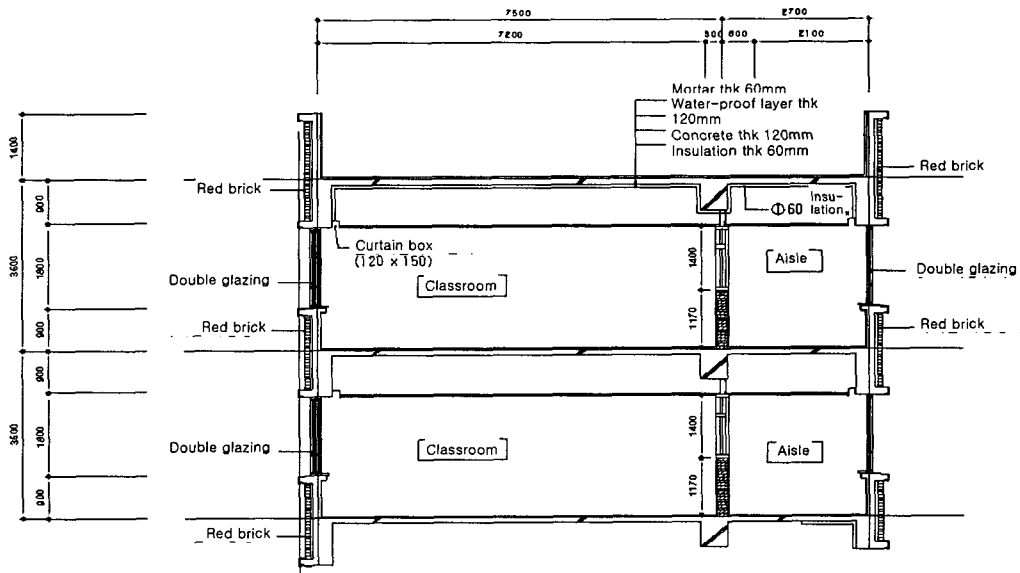 7500
2700
7200
300
600
2100
Mortar thk 60mm
Water-proof layer thk
120mm
Concrete thk 120mm
Insulation thk 60mm
1400
Red brick
Red brick
900
Φ60
Insu-
lation
Curtain box
(120 x 150)
3600
1800
Double glazing
Classroom
1400
Aisle
Double glazing
900
Red brick
1170
Red brick
900
3600
1800
Double glazing
Classroom
1400
Aisle
900
1170
Red brick